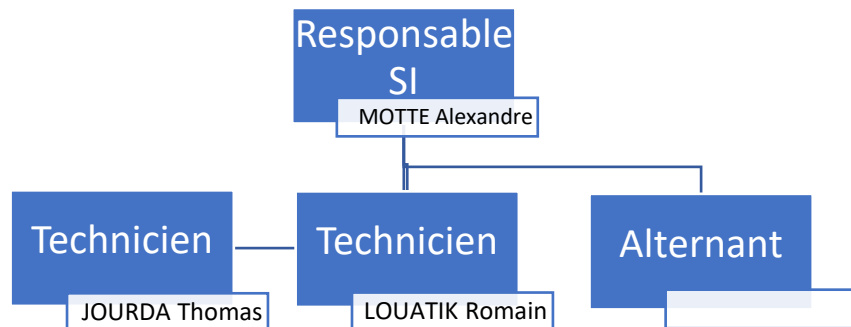 Responsable
SI
MOTTE Alexandre
Technicien
Technicien
Alternant
JOURDA Thomas
LOUATIK Romain